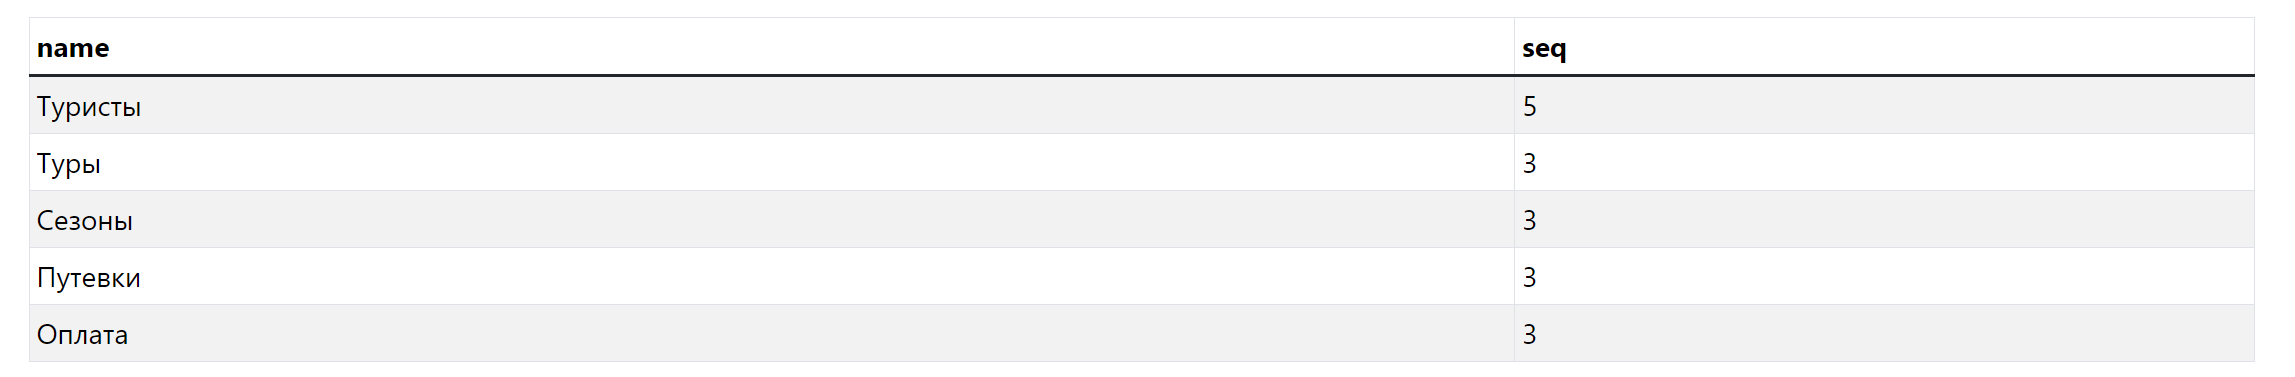 name seq
Туристы 5
Туры 3
Сезоны 3
Путевки 3
Оплата 3